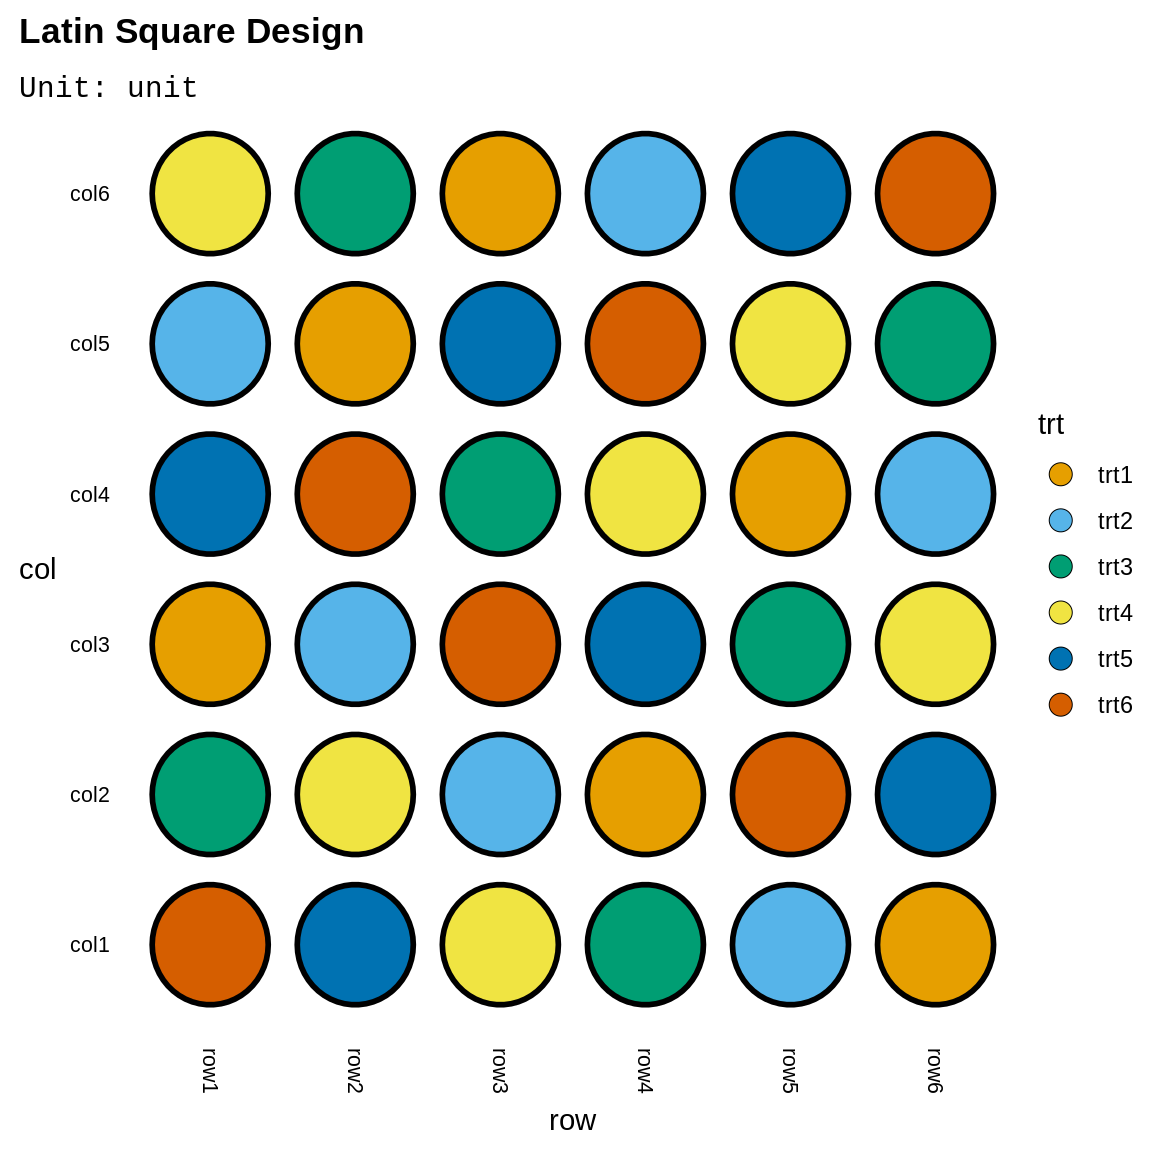 Latin Square Design
Unit: unit
col6
col5
col4
col
col3
col2
col1
row1
row2
row3
row4
row5
row6
row
trt
trt1
trt2
trt3
trt4
trt5
trt6